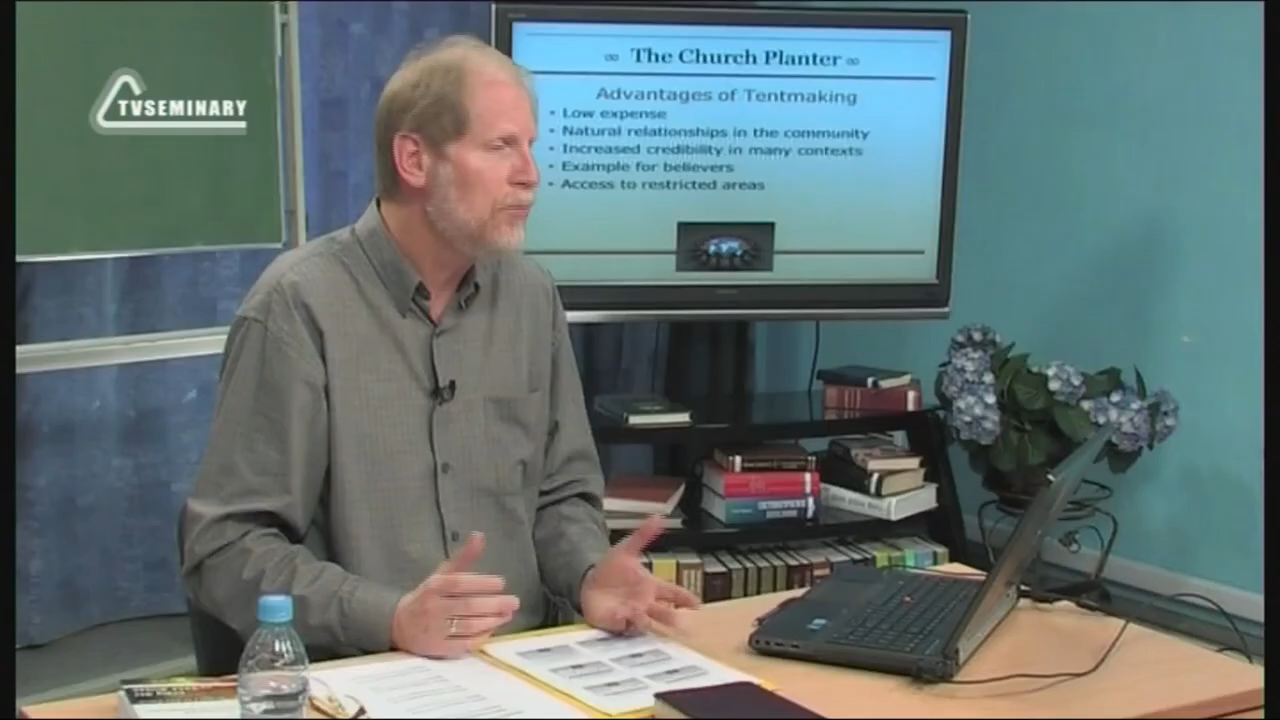 TVSEMINARY
The Church Planter
Advantages of Tentmaking
• Low expense
• Natural relationships in the community
• Increased credibility in many contexts
• Example for believers
• Access to restricted areas